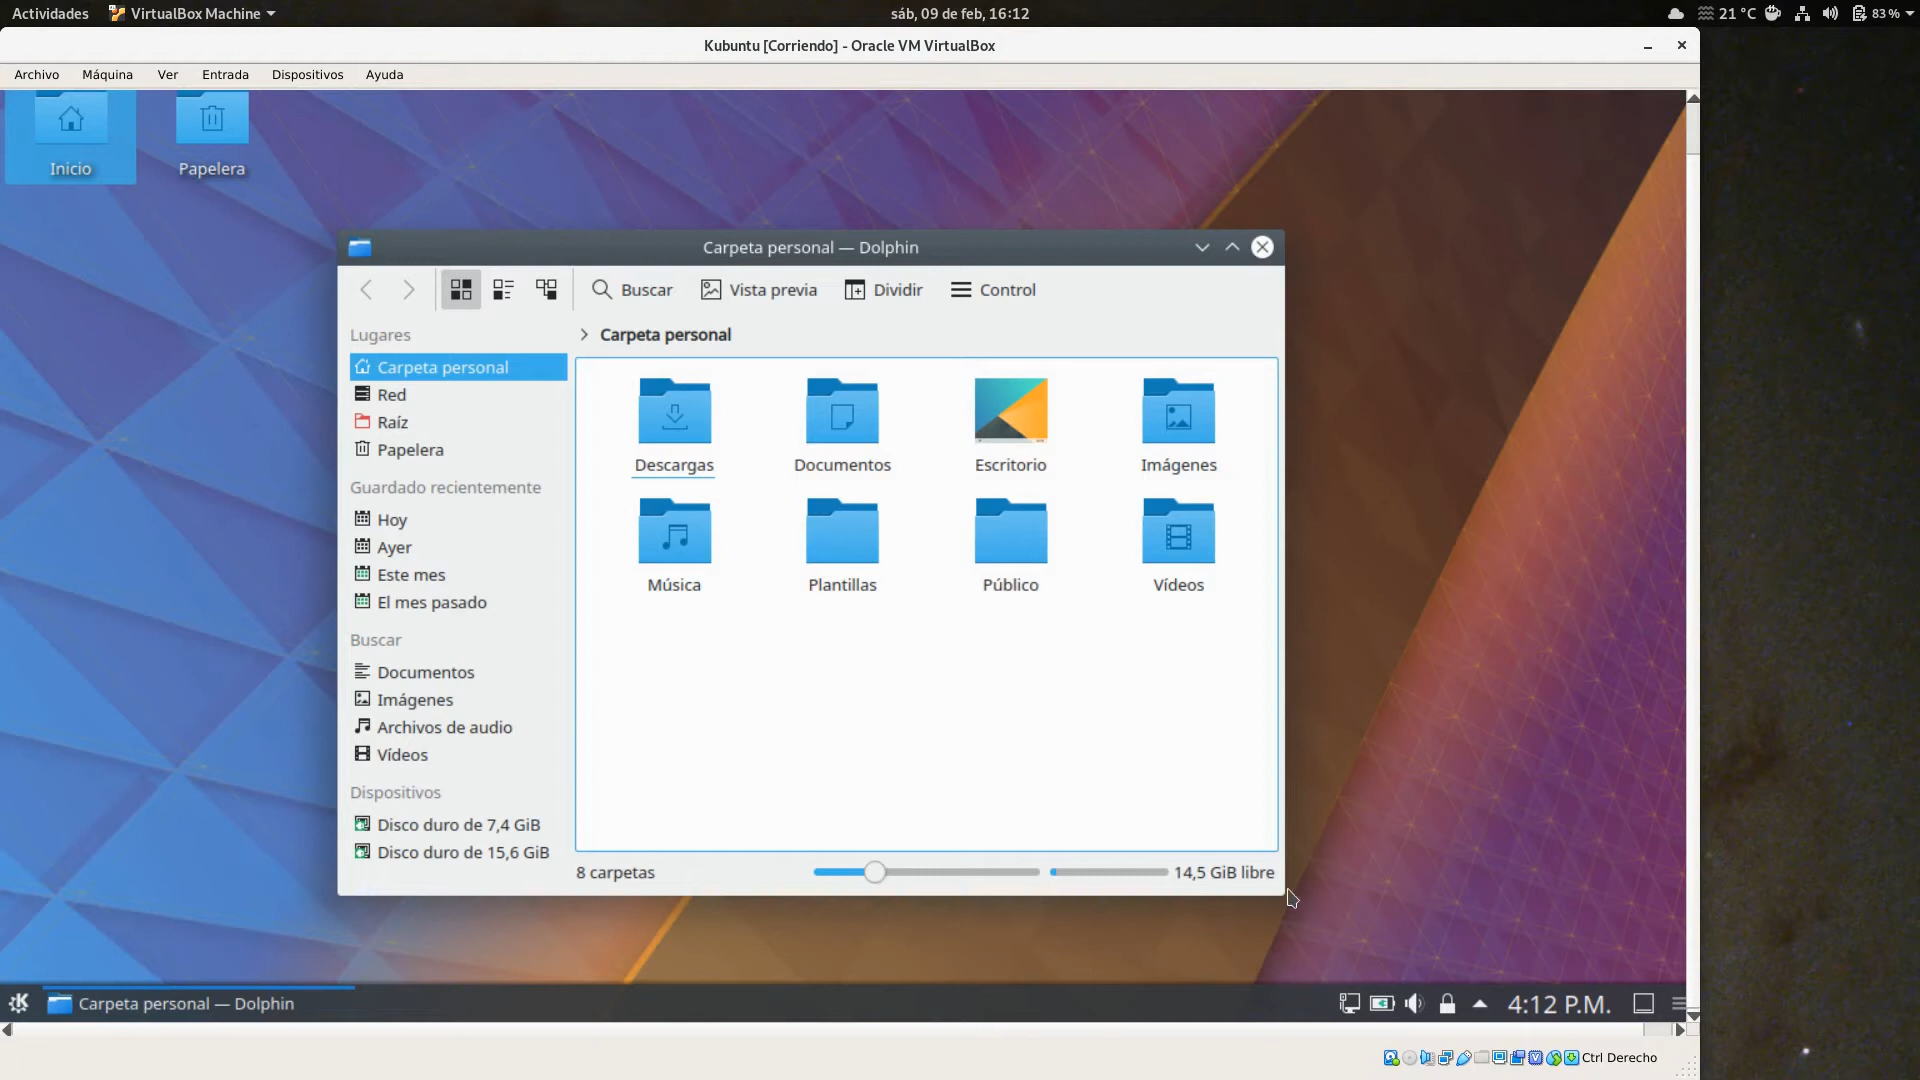 Actividades VirtualBox Machine sáb, 09 de feb, 16:12 21 °C 83 %
Kubuntu [Corriendo] - Oracle VM VirtualBox
Archivo Máquina Ver Entrada Dispositivos Ayuda
Inicio Papelera
Carpeta personal — Dolphin
Buscar Vista previa Dividir Control
Lugares
Carpeta personal
Red
Raíz
Papelera
Guardado recientemente
Hoy
Ayer
Este mes
El mes pasado
Buscar
Documentos
Imágenes
Archivos de audio
Vídeos
Dispositivos
Disco duro de 7,4 GiB
Disco duro de 15,6 GiB
Carpeta personal
Descargas Documentos Escritorio Imágenes
Música Plantillas Público Vídeos
8 carpetas 14,5 GiB libre
Carpeta personal — Dolphin 4:12 P.M.
Ctrl Derecho